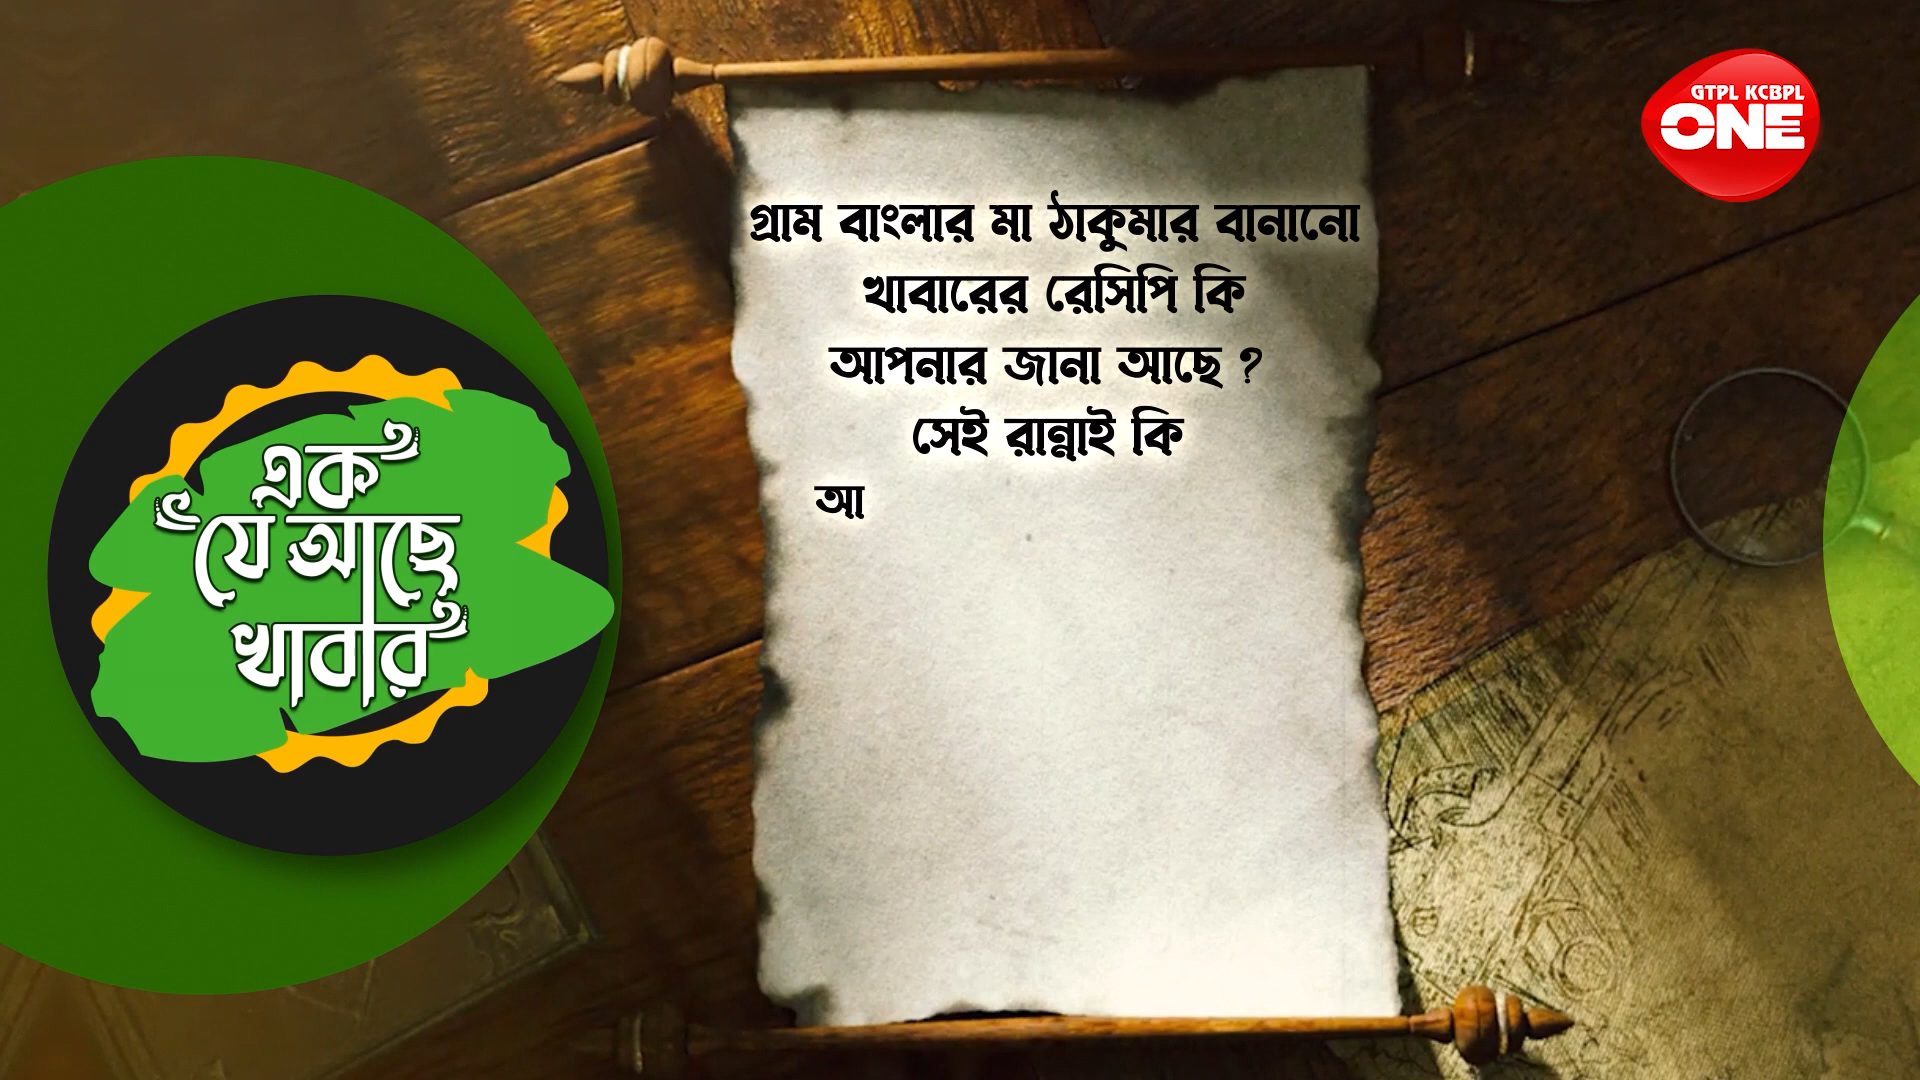 GTPL KCBPL
ONE
গ্রাম বাংলার মা ঠাকুমার বানানো
খাবারের রেসিপি কি
আপনার জানা আছে ?
সেই রান্নাই কি
আ
এক
যে আছে
খাবার